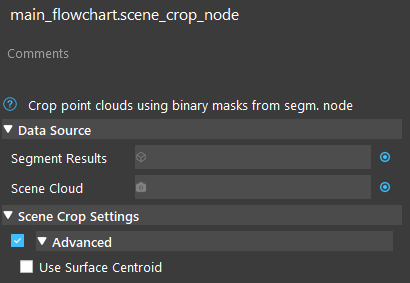 main_flowchart.scene_crop_node
Comments
Crop point clouds using binary masks from segm. node
Data Source
Segment Results
Scene Cloud
Scene Crop Settings
Advanced
Use Surface Centroid